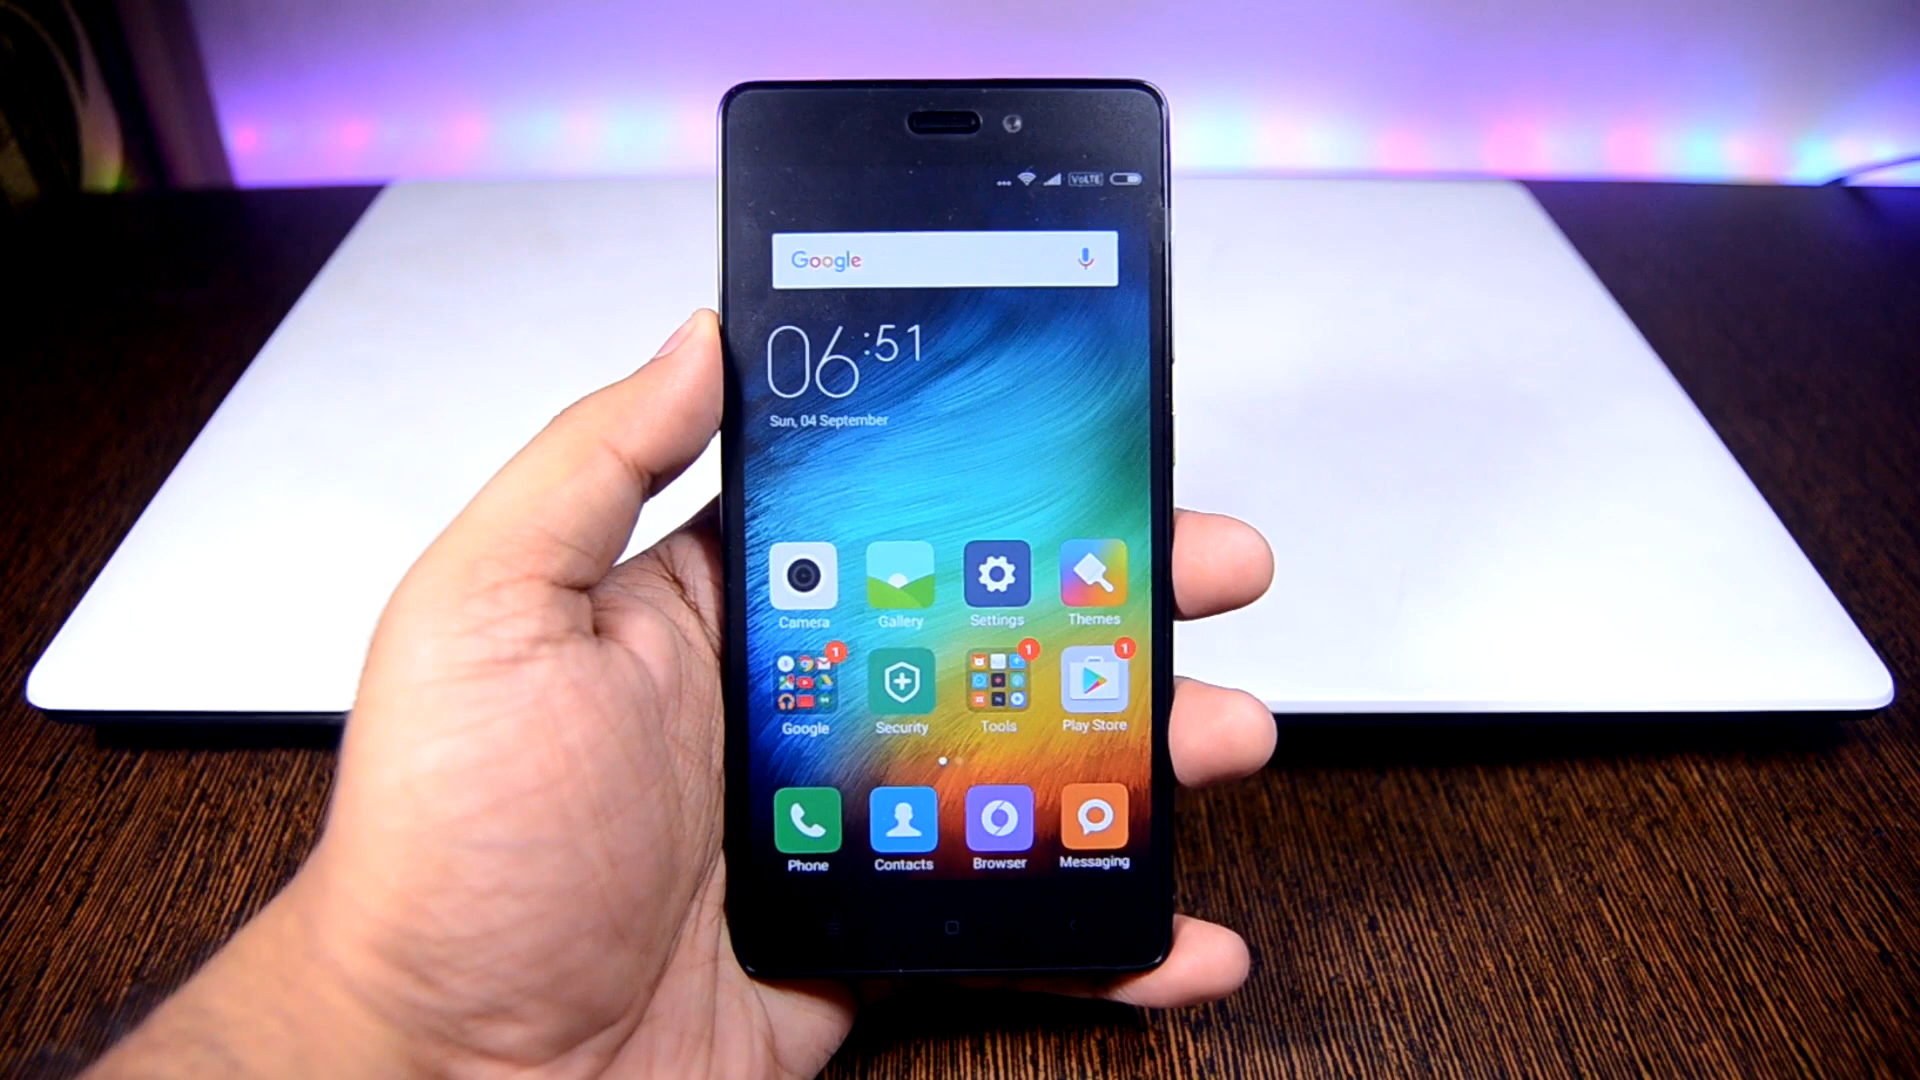 VoLTE
Google
06:51
Sun, 04 September
Camera Gallery Settings Themes
1 1 1
Google Security Tools Play Store
Phone Contacts Browser Messaging